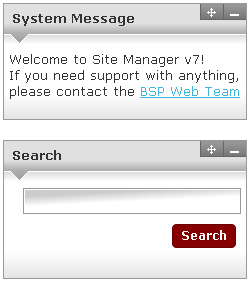 System Message
Welcome to Site Manager v7!
If you need support with anything,
please contact the BSP Web Team
Search
Search